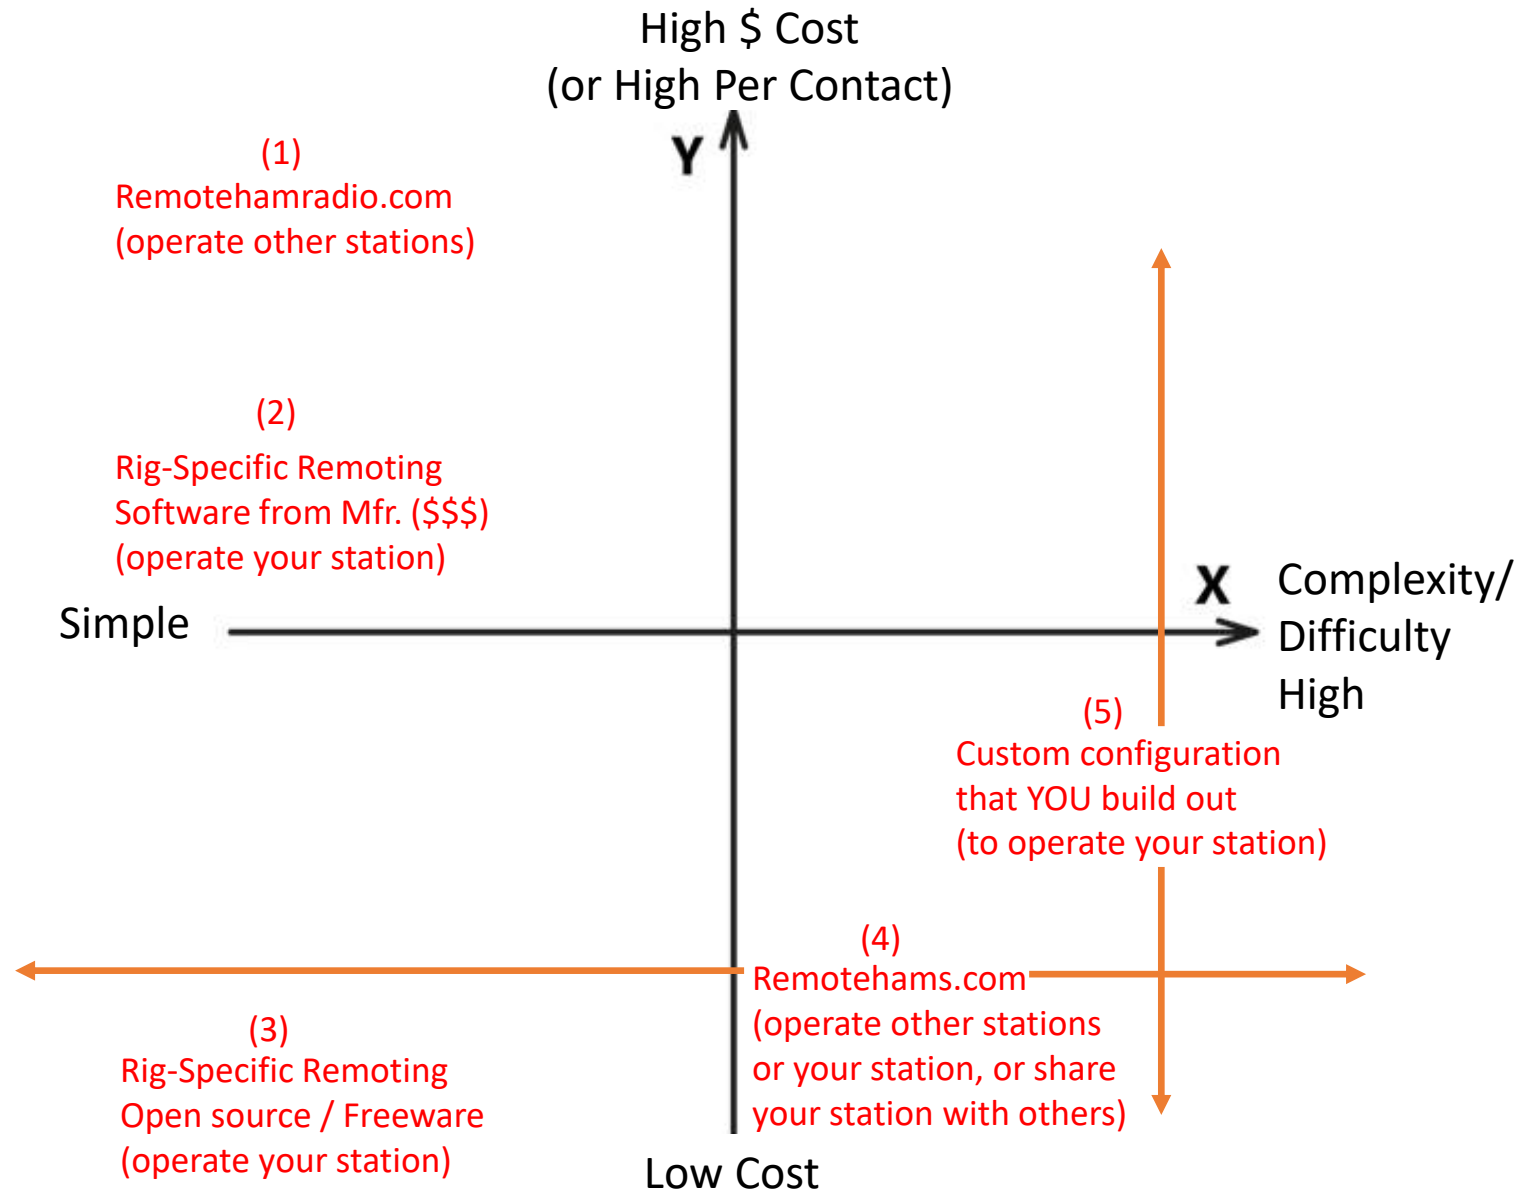 High $ Cost
(or High Per Contact)
Y
(1)
Remotehamradio.com
(operate other stations)
(2)
Rig-Specific Remoting
Software from Mfr. ($$$)
(operate your station)
Simple
X
Complexity/
Difficulty
High
(5)
Custom configuration
that YOU build out
(to operate your station)
(4)
Remotehams.com
(operate other stations
or your station, or share
your station with others)
(3)
Rig-Specific Remoting
Open source / Freeware
(operate your station)
Low Cost